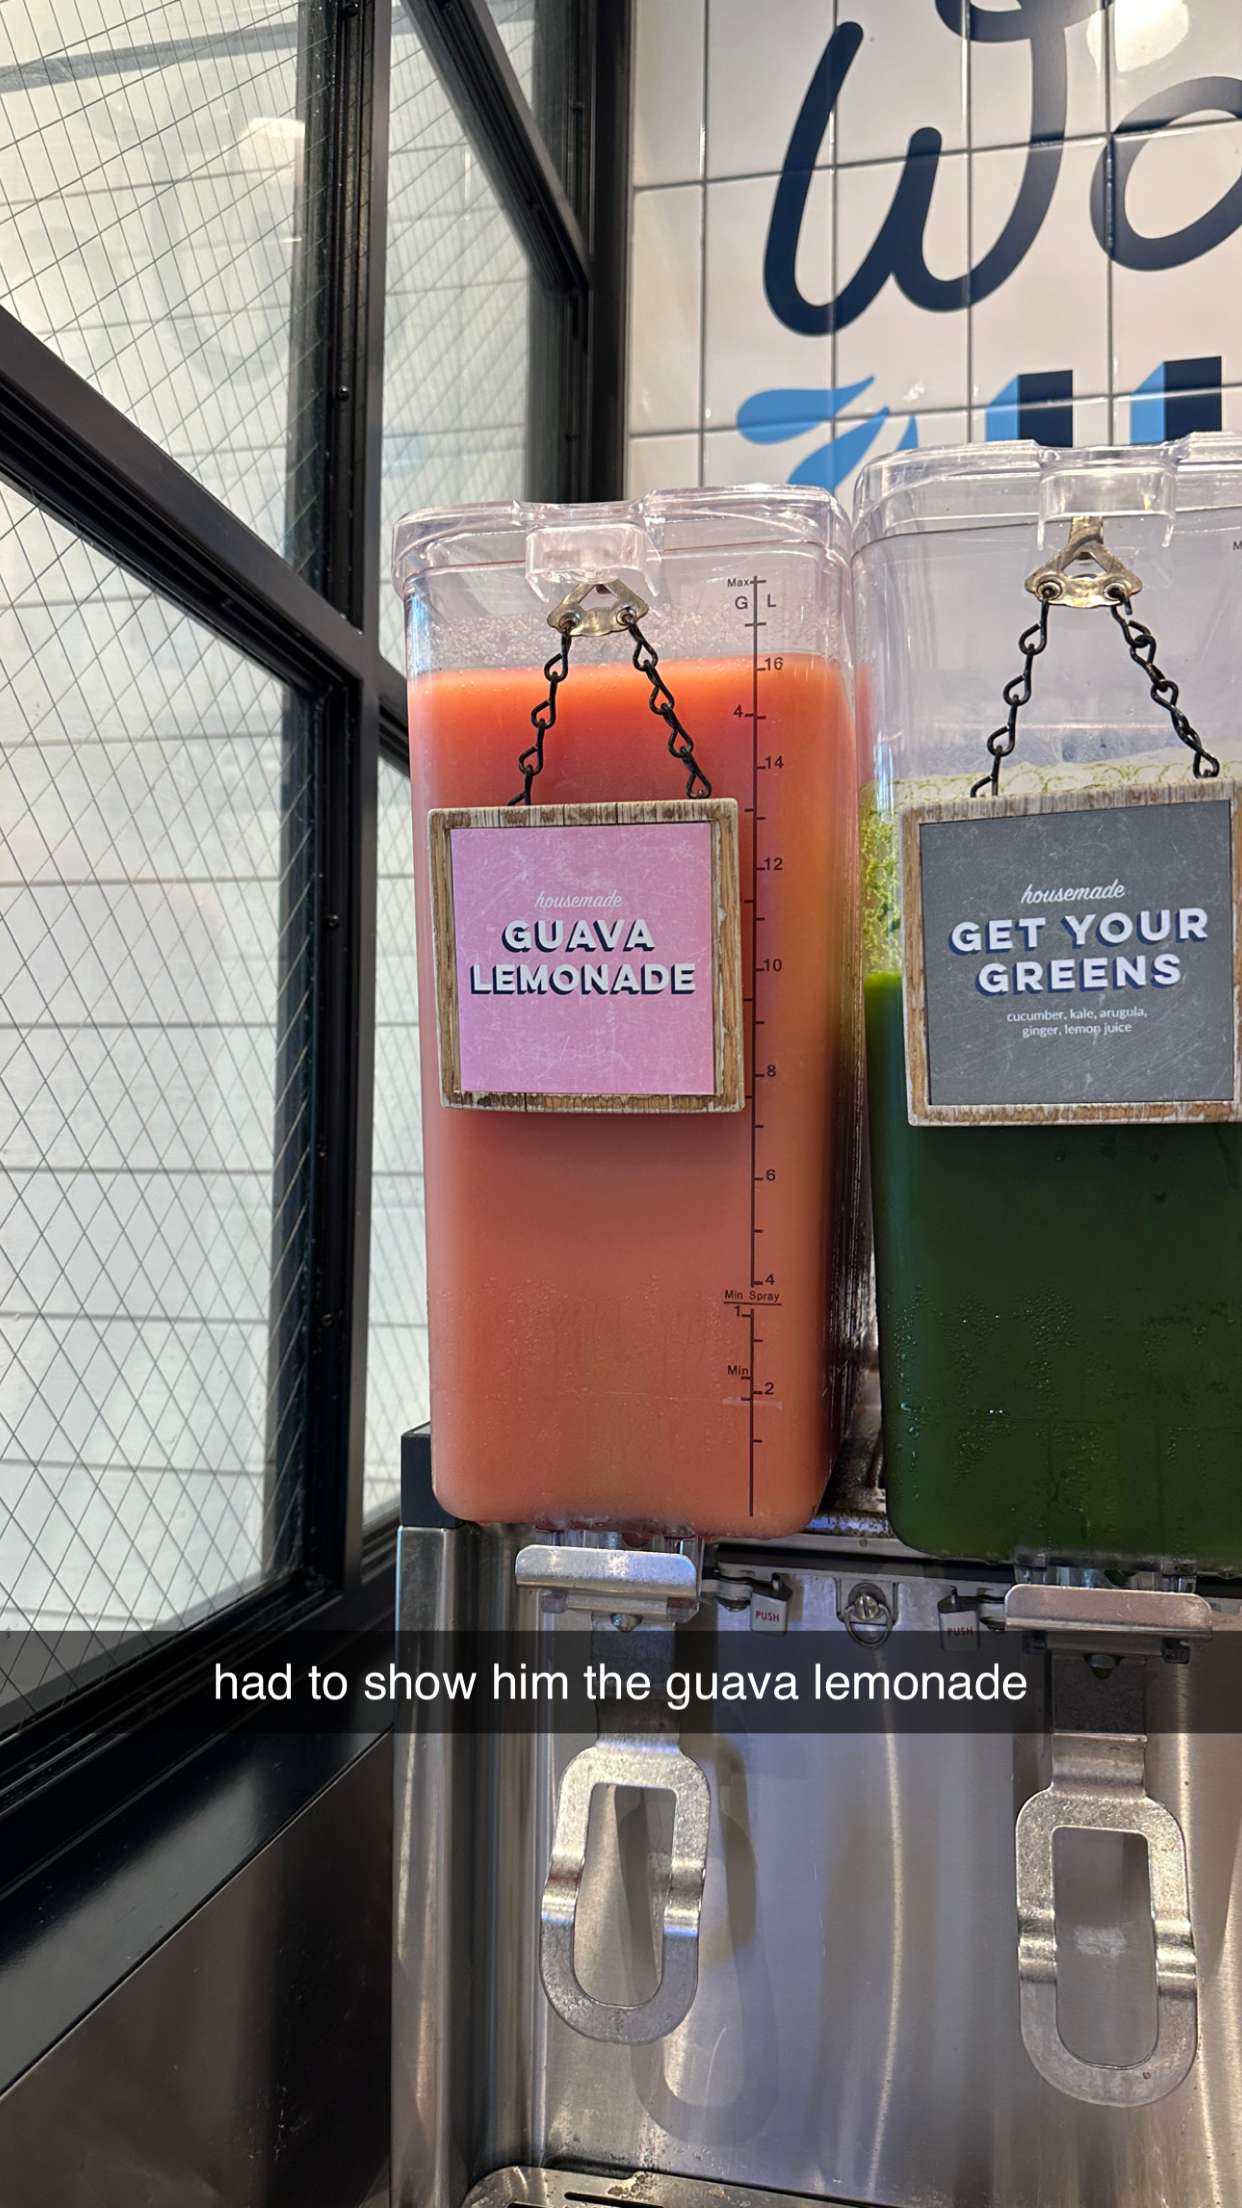 Wo
Max
G L
16
4
14
12
10
8
6
4
Min Spray
1
Min
2
housemade
GUAVA
LEMONADE
housemade
GET YOUR
GREENS
cucumber, kale, arugula,
ginger, lemon juice
PUSH
PUSH
had to show him the guava lemonade